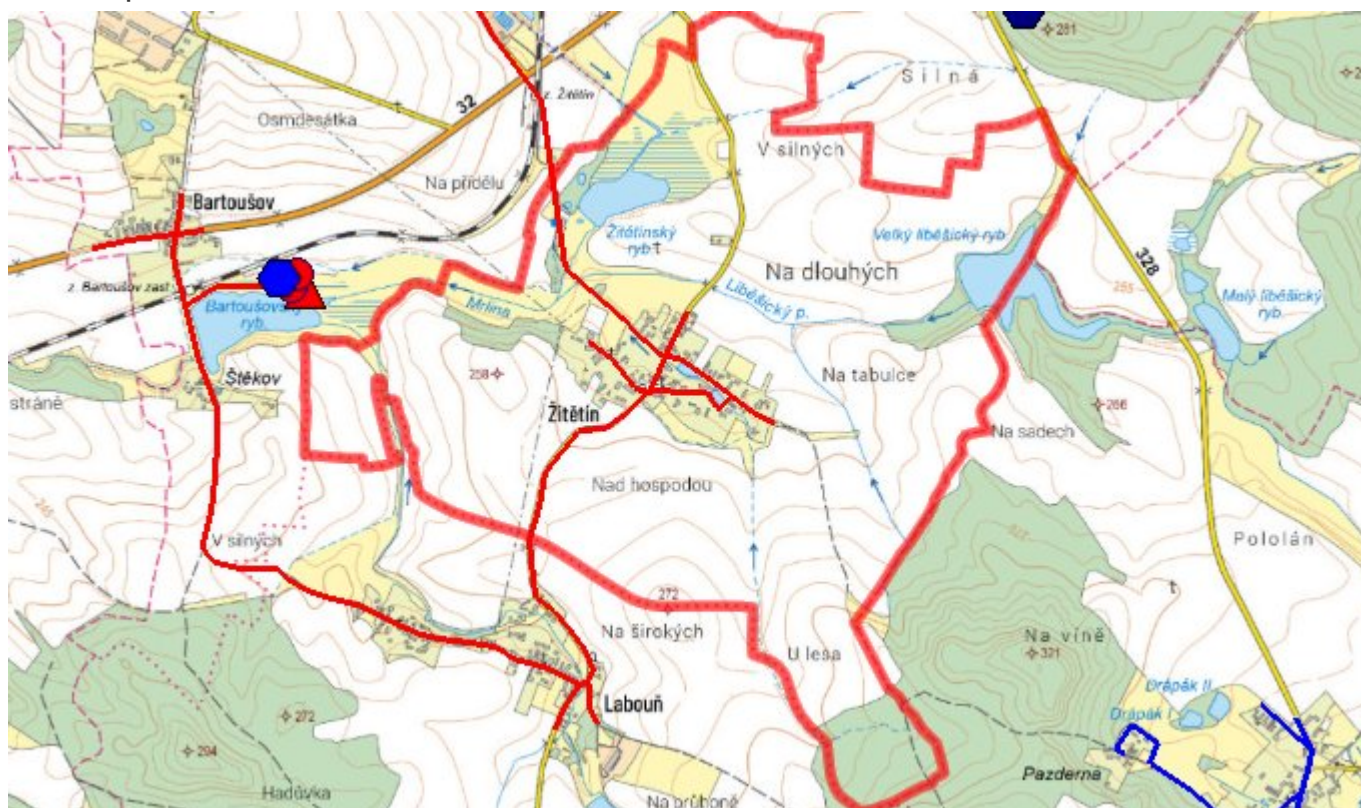 281
Silná
32
z. Žitětín
Osmdesátka
V silných
Na přídělu
Bartoušov
Žitětínský
ryb.
t
Velký liběšický ryb.
Na dlouhých
328
z. Bartoušov zast.
255
Malý liběšický
ryb.
Bartoušovský
ryb.
Mrlina
Liběšický p.
258
Na tabulce
Štěkov
stráně
266
Žitětín
Na sadech
Nad hospodou
V silných
Pololán
272
t
Na širokých
Na víně
U lesa
321
Drápák II
Labouň
Drápák I
272
294
Pazderna
Hadůvka
Na průhoně